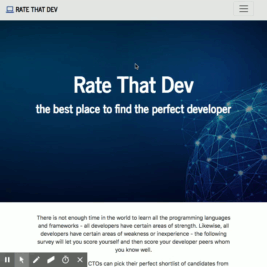 RATE THAT DEV
Rate That Dev
the best place to find the perfect developer
There is not enough time in the world to learn all the programming languages
and frameworks - all developers have certain areas of strength. Likewise, all
developers have certain areas of weakness or inexperience - the following
survey will let you score yourself and then score your developer peers whom
you know well.
CTOs can pick their perfect shortlist of candidates from